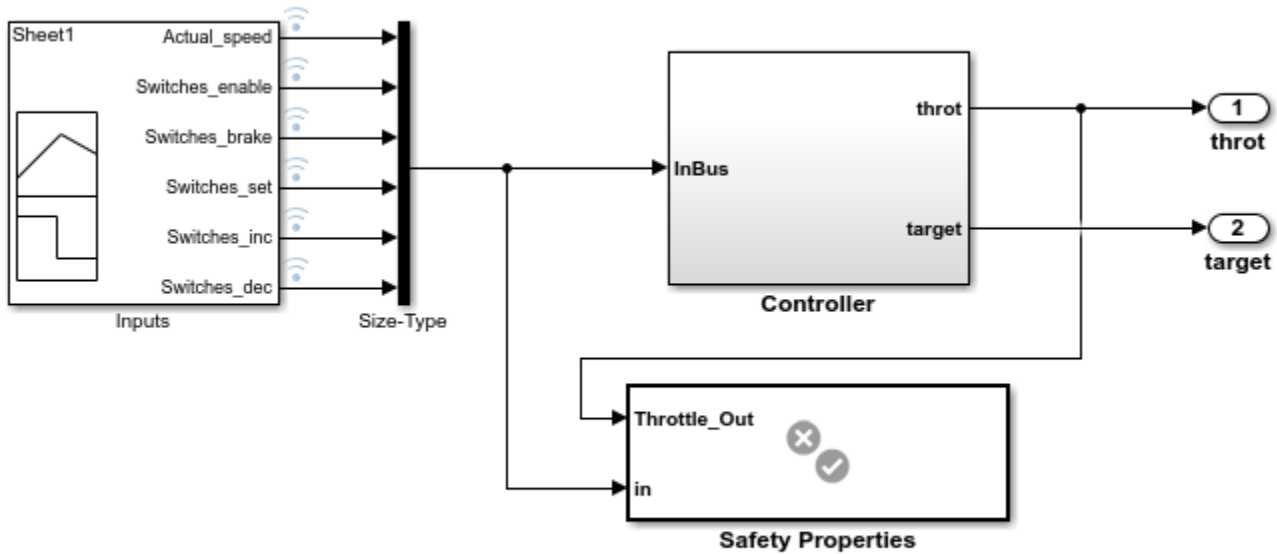 Sheet1
Actual_speed
Switches_enable
Switches_brake
Switches_set
Switches_inc
Switches_dec
Inputs
Size-Type
InBus
throt
target
Controller
1
throt
2
target
Throttle_Out
in
Safety Properties